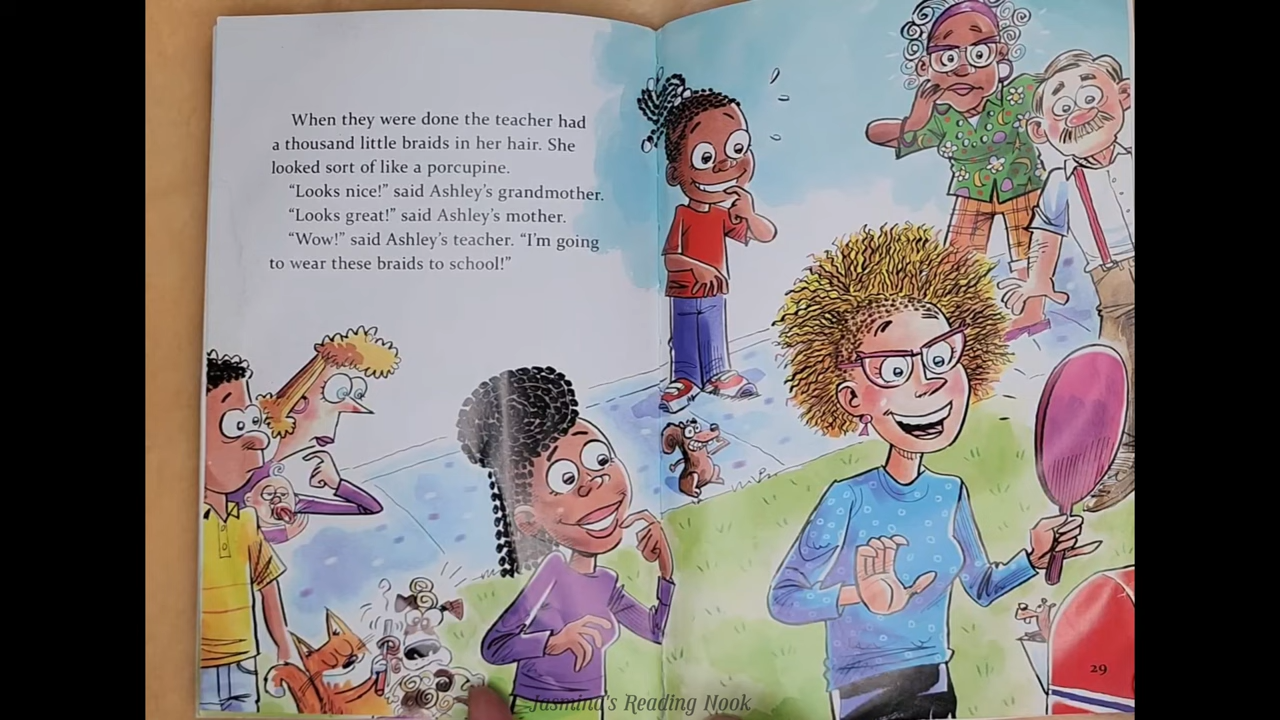 When they were done the teacher had
a thousand little braids in her hair. She
looked sort of like a porcupine.
“Looks nice!” said Ashley’s grandmother.
“Looks great!” said Ashley’s mother.
“Wow!” said Ashley’s teacher. “I’m going
to wear these braids to school!”
29
Jasmina's Reading Nook